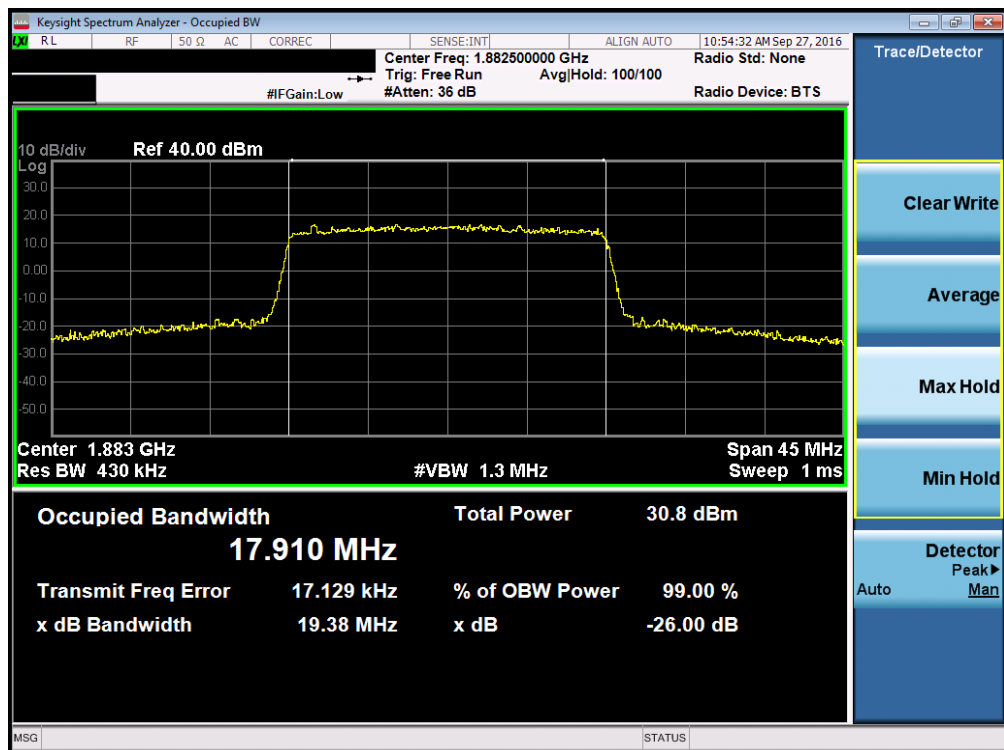 Keysight Spectrum Analyzer - Occupied BW
LXI RL RF 50 Ω AC CORREC SENSE:INT ALIGN AUTO 10:54:32 AM Sep 27, 2016
Center Freq: 1.882500000 GHz Radio Std: None
Trig: Free Run Avg|Hold: 100/100
#IFGain:Low #Atten: 36 dB Radio Device: BTS
10 dB/div Ref 40.00 dBm
Log
30.0
20.0
10.0
0.00
-10.0
-20.0
-30.0
-40.0
-50.0
Center 1.883 GHz Span 45 MHz
Res BW 430 kHz #VBW 1.3 MHz Sweep 1 ms
Occupied Bandwidth Total Power 30.8 dBm
17.910 MHz
Transmit Freq Error 17.129 kHz % of OBW Power 99.00 %
x dB Bandwidth 19.38 MHz x dB -26.00 dB
MSG STATUS
Trace/Detector
Clear Write
Average
Max Hold
Min Hold
Detector
Peak▶
Auto Man